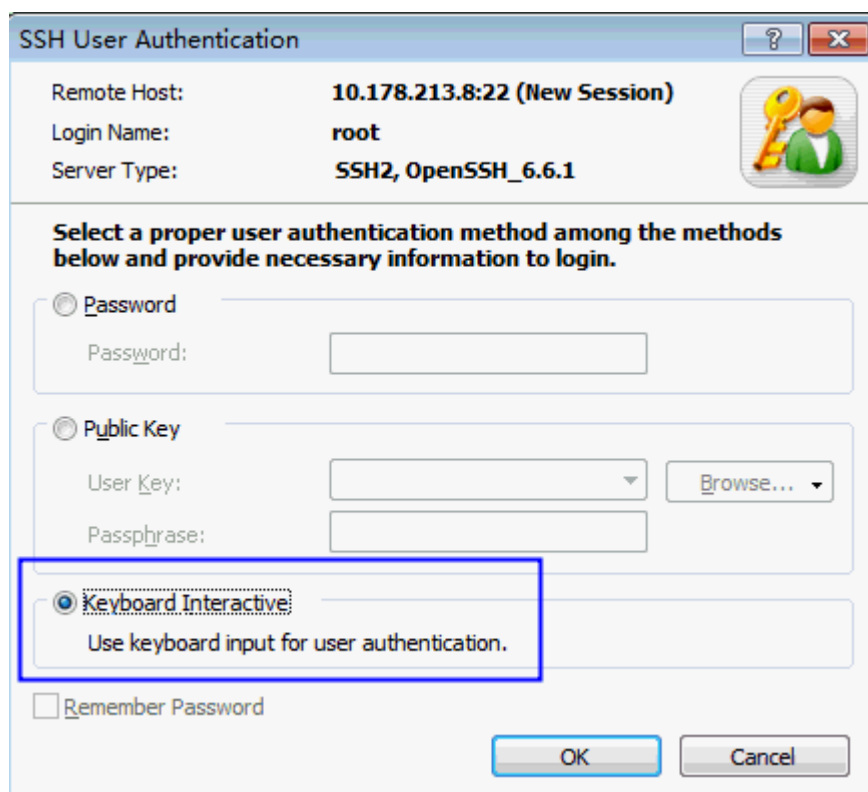 SSH User Authentication
Remote Host: 10.178.213.8:22 (New Session)
Login Name: root
Server Type: SSH2, OpenSSH_6.6.1
Select a proper user authentication method among the methods
below and provide necessary information to login.
Password
Password:
Public Key
User Key: Browse...
Passphrase:
Keyboard Interactive
Use keyboard input for user authentication.
Remember Password
OK Cancel